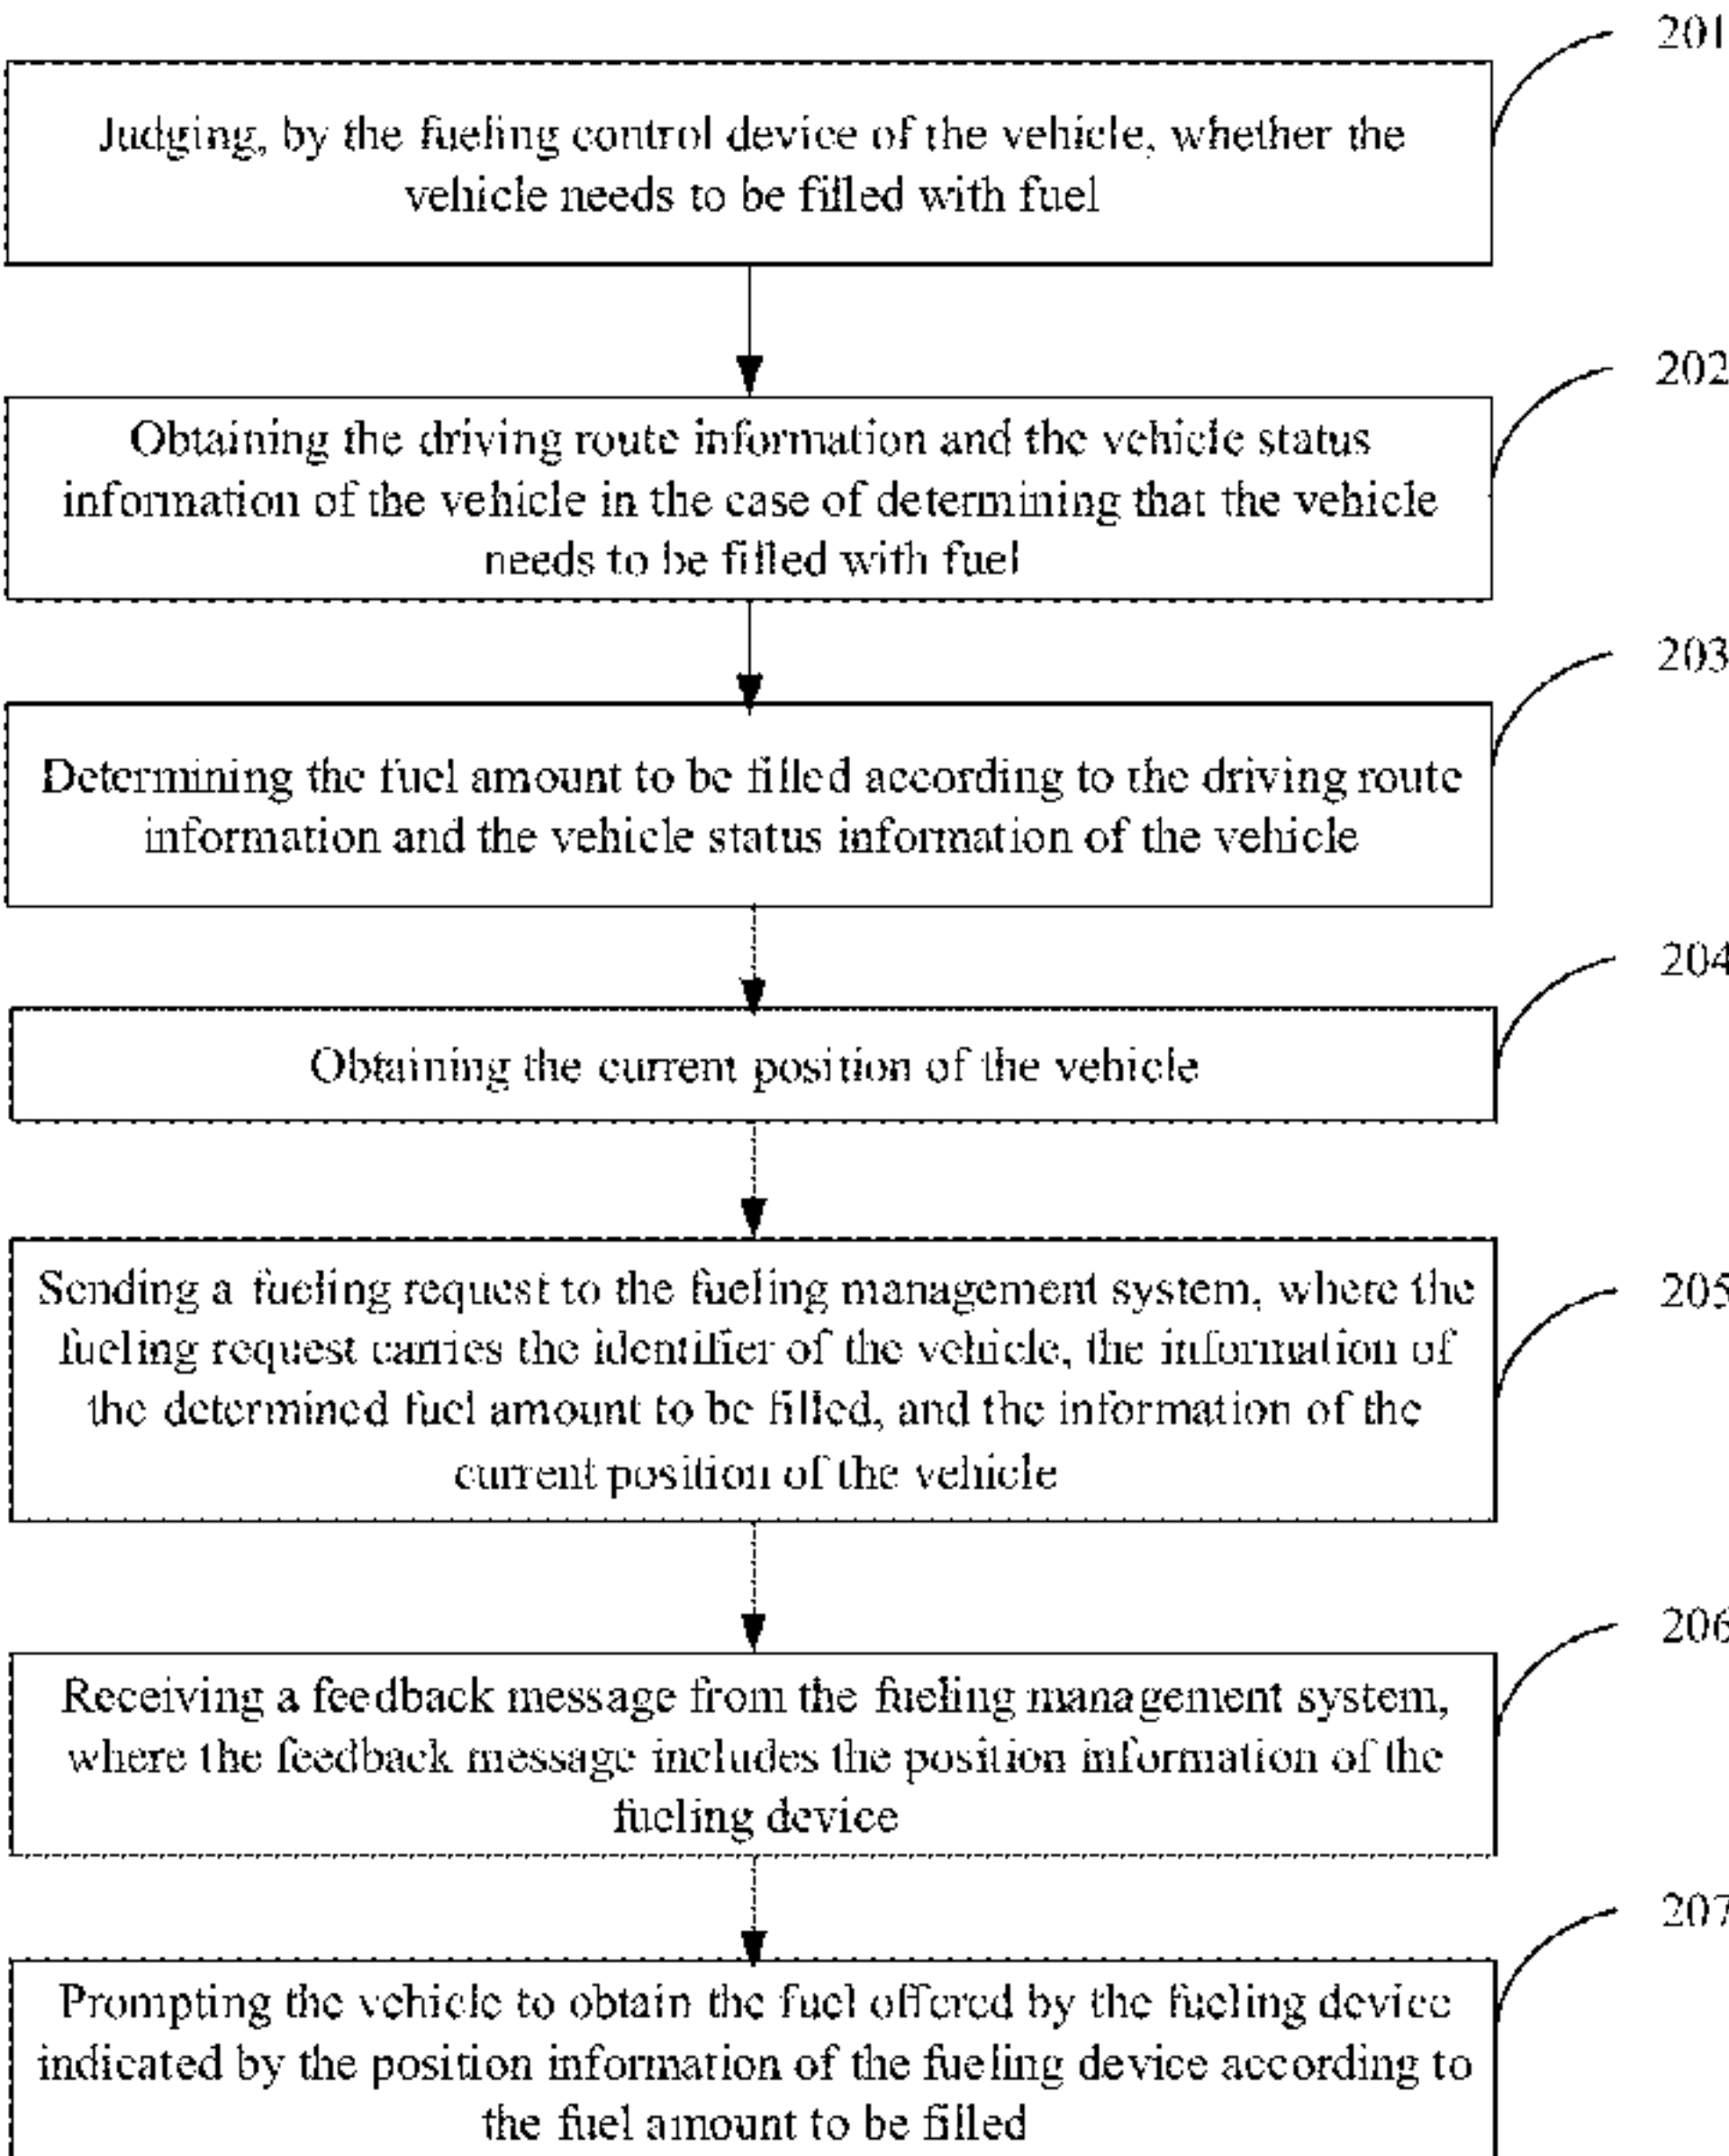 201
Judging, by the fueling control device of the vehicle, whether the
vehicle needs to be filled with fuel
202
Obtaining the driving route information and the vehicle status
information of the vehicle in the case of determining that the vehicle
needs to be filled with fuel
203
Determining the fuel amount to be filled according to the driving route
information and the vehicle status information of the vehicle
204
Obtaining the current position of the vehicle
205
Sending a fueling request to the fueling management system, where the
fueling request carries the identifier of the vehicle, the information of
the determined fuel amount to be filled, and the information of the
current position of the vehicle
206
Receiving a feedback message from the fueling management system,
where the feedback message includes the position information of the
fueling device
207
Prompting the vehicle to obtain the fuel offered by the fueling device
indicated by the position information of the fueling device according to
the fuel amount to be filled